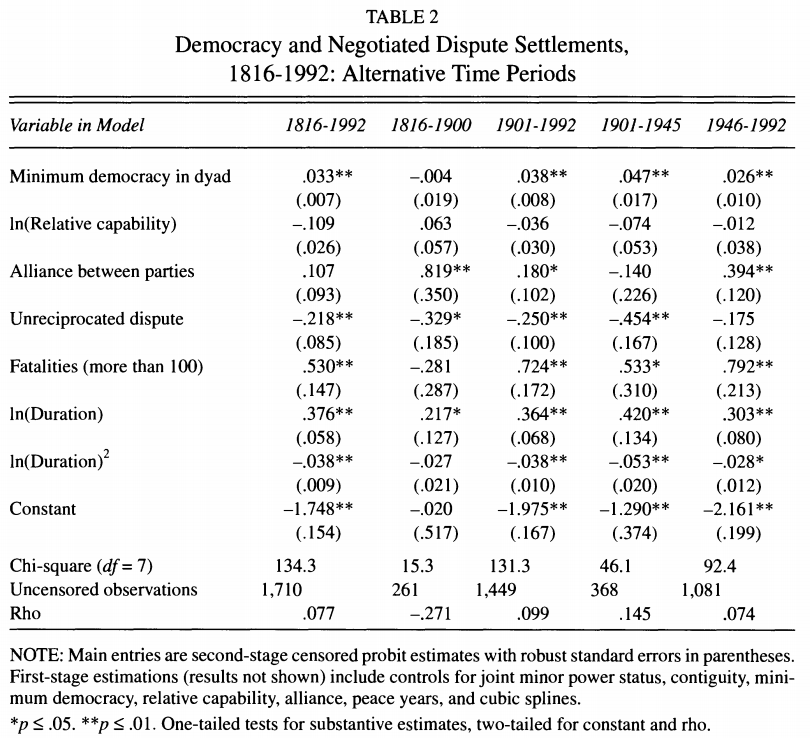 TABLE 2
Democracy and Negotiated Dispute Settlements,
1816-1992: Alternative Time Periods
Variable in Model 1816-1992 1816-1900 1901-1992 1901-1945 1946-1992
Minimum democracy in dyad .033** –.004 .038** .047** .026**
(.007) (.019) (.008) (.017) (.010)
ln(Relative capability) –.109 .063 –.036 –.074 –.012
(.026) (.057) (.030) (.053) (.038)
Alliance between parties .107 .819** .180* –.140 .394**
(.093) (.350) (.102) (.226) (.120)
Unreciprocated dispute –.218** –.329* –.250** –.454** –.175
(.085) (.185) (.100) (.167) (.128)
Fatalities (more than 100) .530** –.281 .724** .533* .792**
(.147) (.287) (.172) (.310) (.213)
ln(Duration) .376** .217* .364** .420** .303**
(.058) (.127) (.068) (.134) (.080)
ln(Duration)² –.038** –.027 –.038** –.053** –.028*
(.009) (.021) (.010) (.020) (.012)
Constant –1.748** –.020 –1.975** –1.290** –2.161**
(.154) (.517) (.167) (.374) (.199)
Chi-square (df = 7) 134.3 15.3 131.3 46.1 92.4
Uncensored observations 1,710 261 1,449 368 1,081
Rho .077 –.271 .099 .145 .074
NOTE: Main entries are second-stage censored probit estimates with robust standard errors in parentheses.
First-stage estimations (results not shown) include controls for joint minor power status, contiguity, mini-
mum democracy, relative capability, alliance, peace years, and cubic splines.
*p ≤ .05. **p ≤ .01. One-tailed tests for substantive estimates, two-tailed for constant and rho.